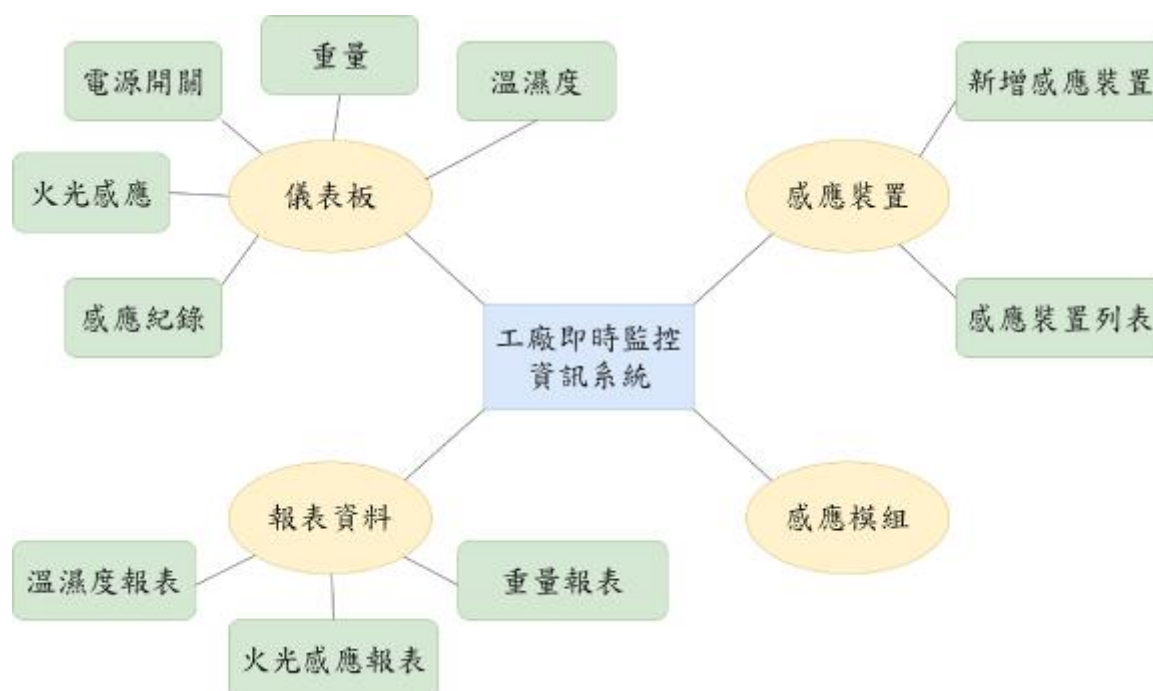 重量
電源開關
溫濕度
新增感應裝置
儀表板
感應裝置
火光感應
感應紀錄
感應裝置列表
工廠即時監控
資訊系統
報表資料
感應模組
溫濕度報表
重量報表
火光感應報表